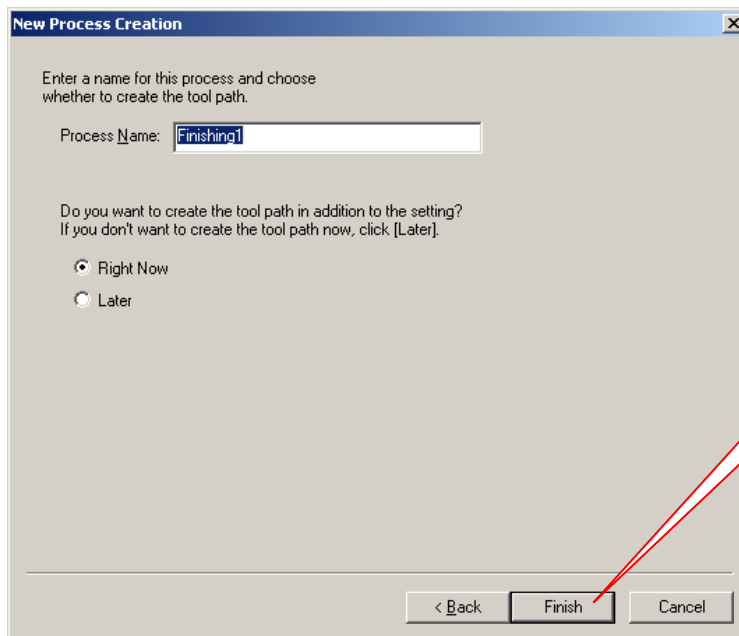 New Process Creation
Enter a name for this process and choose
whether to create the tool path.
Process Name: Finishing1
Do you want to create the tool path in addition to the setting?
If you don't want to create the tool path now, click [Later].
Right Now
Later
< Back Finish Cancel